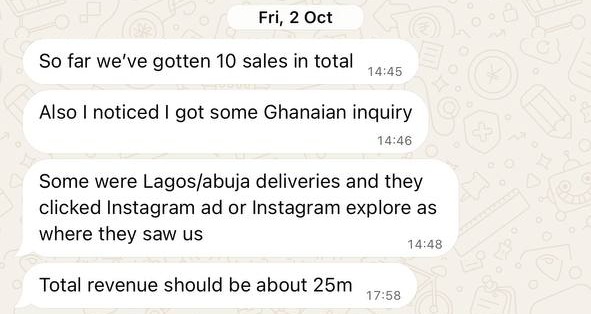 Fri, 2 Oct
So far we’ve gotten 10 sales in total
14:45
Also I noticed I got some Ghanaian inquiry
14:46
Some were Lagos/abuja deliveries and they
clicked Instagram ad or Instagram explore as
where they saw us
14:48
Total revenue should be about 25m
17:58